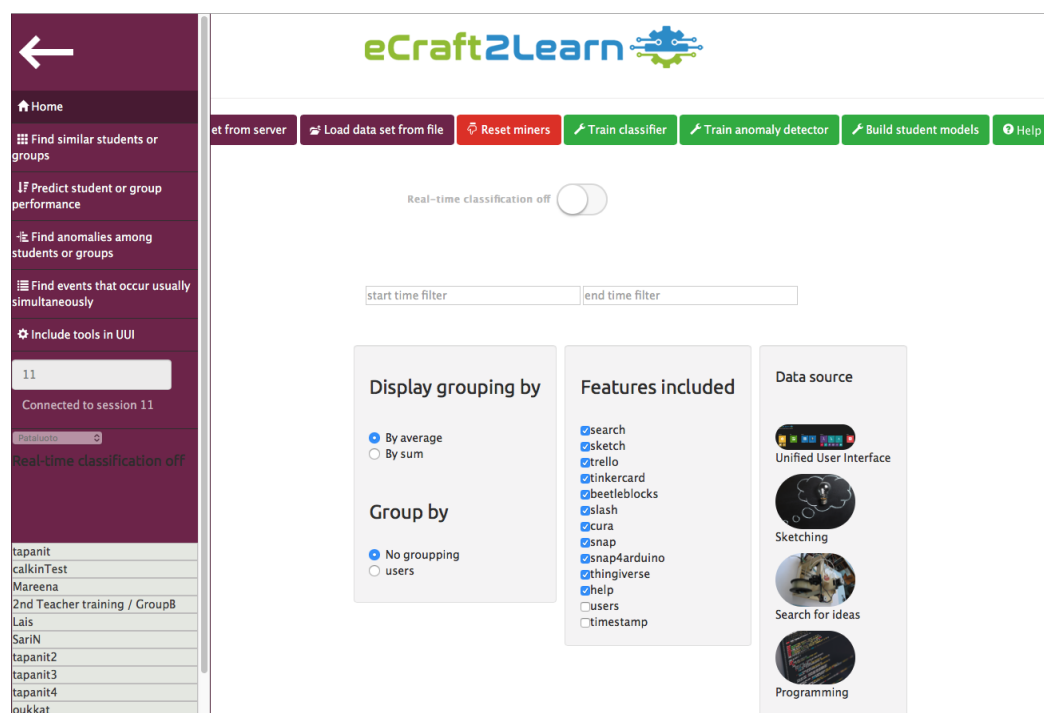 eCraft2Learn
Home
Find similar students or
groups
Predict student or group
performance
Find anomalies among
students or groups
Find events that occur usually
simultaneously
Include tools in UUI
11
Connected to session 11
Pataluoto
Real-time classification off
tapanit
calkinTest
Mareena
2nd Teacher training / GroupB
Lais
SariN
tapanit2
tapanit3
tapanit4
oukkat
et from server
Load data set from file
Reset miners
Train classifier
Train anomaly detector
Build student models
Help
Real-time classification off
start time filter
end time filter
Display grouping by
By average
By sum
Group by
No groupping
users
Features included
search
sketch
trello
tinkercard
beetleblocks
slash
cura
snap
snap4arduino
thingiverse
help
users
timestamp
Data source
Unified User Interface
Sketching
Search for ideas
Programming